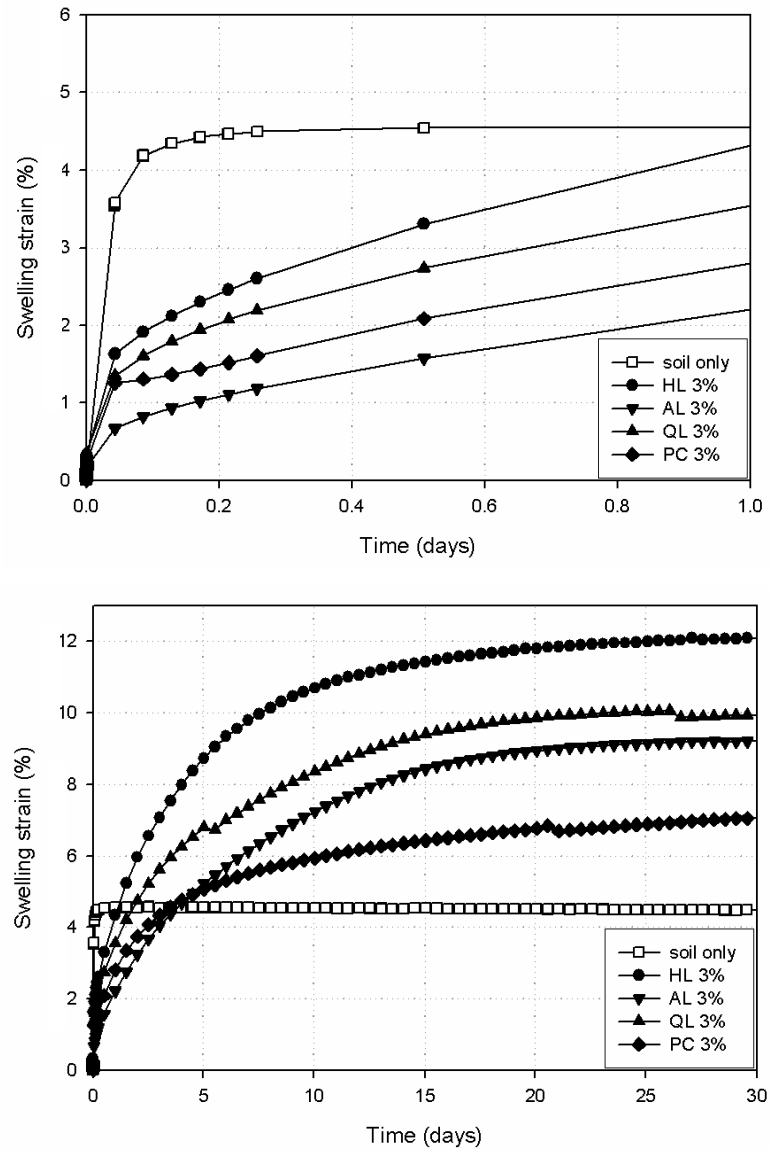 6
5
4
3
2
1
0
Swelling strain (%)
0.0 0.2 0.4 0.6 0.8 1.0
Time (days)
soil only
HL 3%
AL 3%
QL 3%
PC 3%
12
10
8
6
4
2
0
Swelling strain (%)
0 5 10 15 20 25 30
Time (days)
soil only
HL 3%
AL 3%
QL 3%
PC 3%